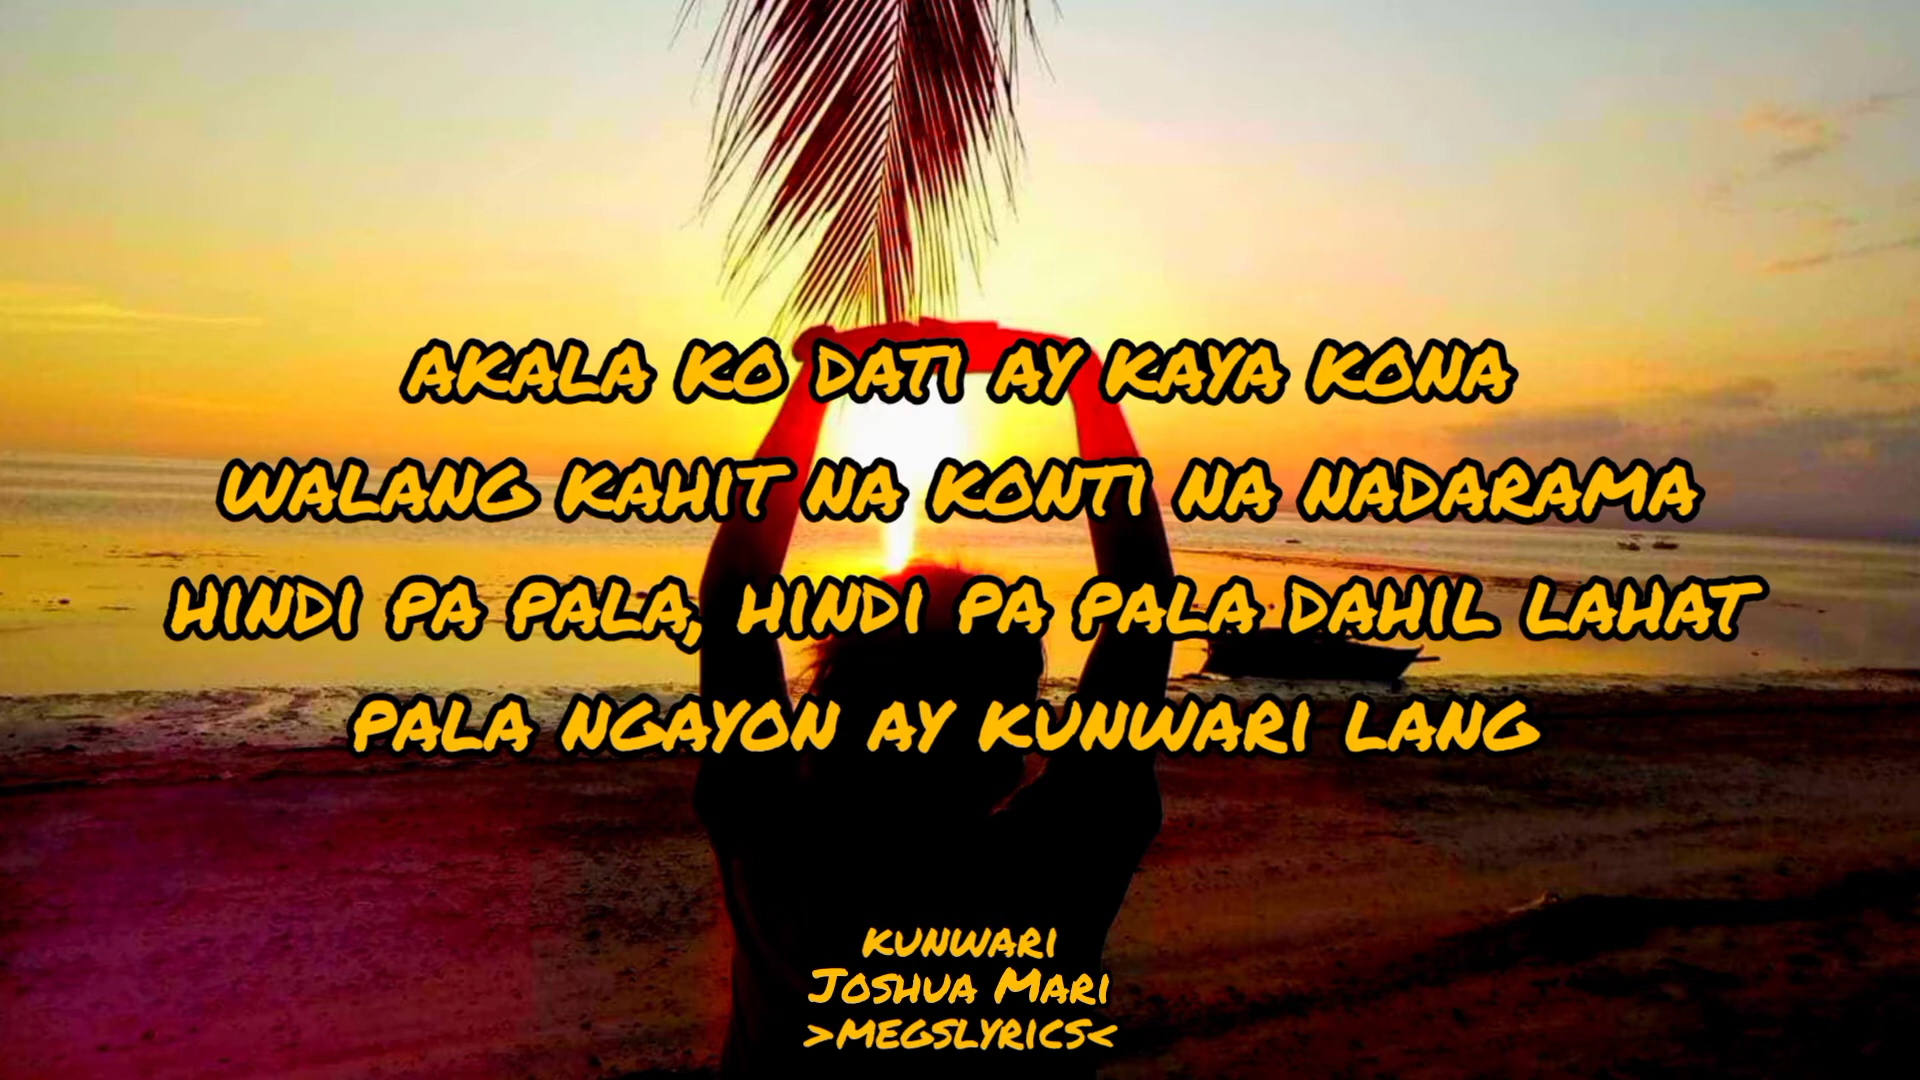 AKALA KO DATI AY KAYA KONA
WALANG KAHIT NA KONTI NA NADARAMA
HINDI PA PALA, HINDI PA PALA DAHIL LAHAT
PALA NGAYON AY KUNWARI LANG
KUNWARI
JOSHUA MARI
>MEGSLYRICS<